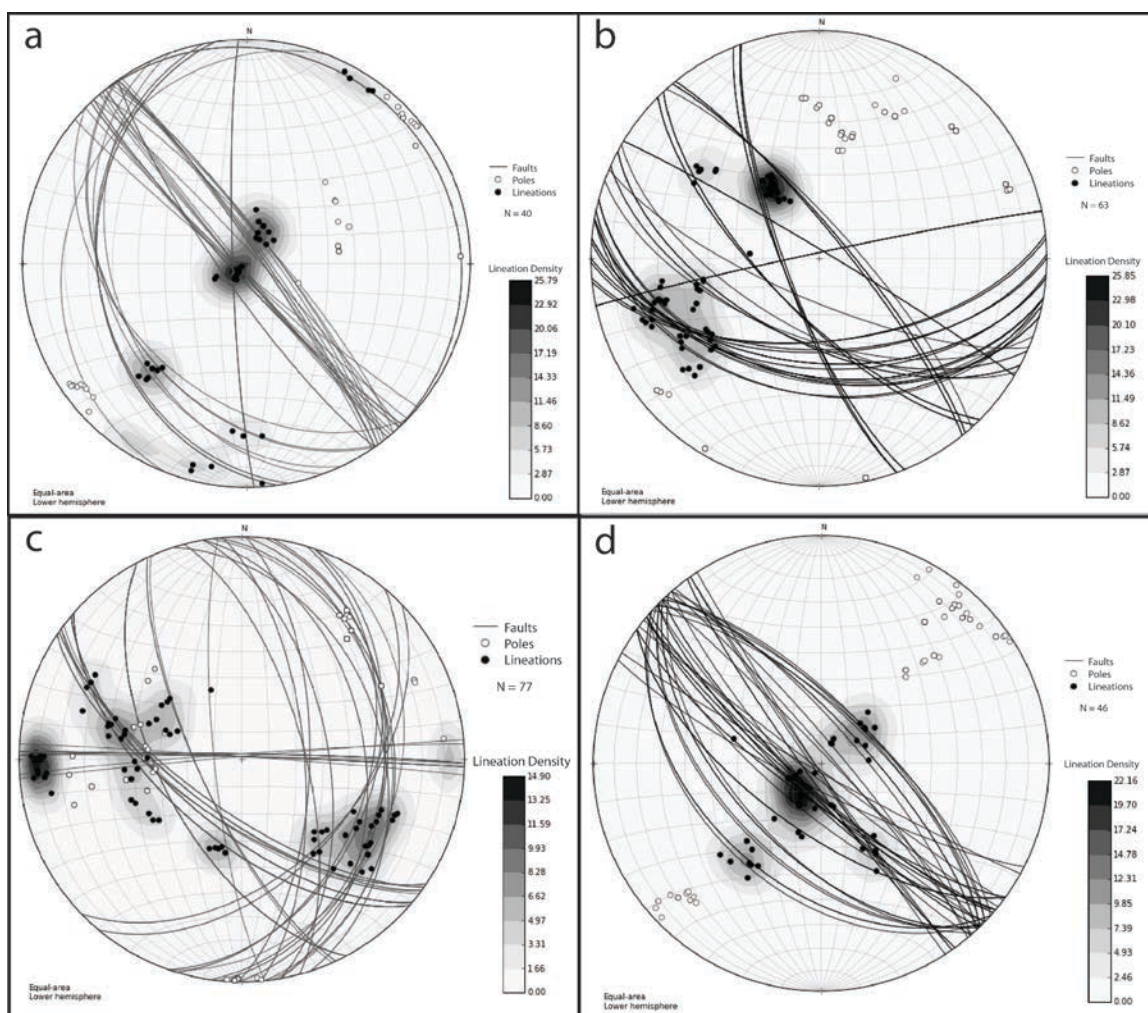 a
N
Faults
Poles
Lineations
N = 40
Lineation Density
25.79
22.92
20.06
17.19
14.33
11.46
8.60
5.73
2.87
0.00
Equal-area
Lower hemisphere
b
N
Faults
Poles
Lineations
N = 63
Lineation Density
25.85
22.98
20.10
17.23
14.36
11.49
8.62
5.74
2.87
0.00
Equal-area
Lower hemisphere
c
N
Faults
Poles
Lineations
N = 77
Lineation Density
14.90
13.25
11.59
9.93
8.28
6.62
4.97
3.31
1.66
0.00
Equal-area
Lower hemisphere
d
N
Faults
Poles
Lineations
N = 46
Lineation Density
22.16
19.70
17.24
14.78
12.31
9.85
7.39
4.93
2.46
0.00
Equal-area
Lower hemisphere